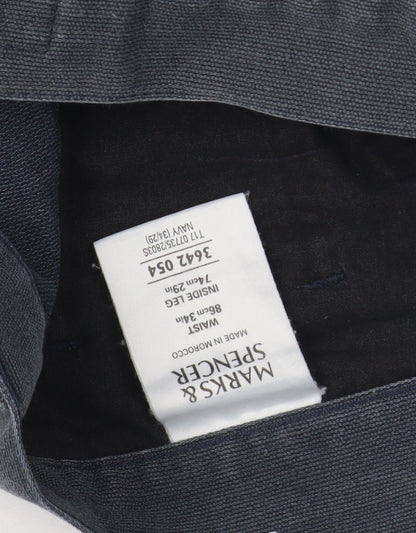 MARKS &
SPENCER
MADE IN MOROCCO
WAIST
86cm 34in
INSIDE LEG
74cm 29in
3642 054
T17 07735/2803S
NAVY (34/29)